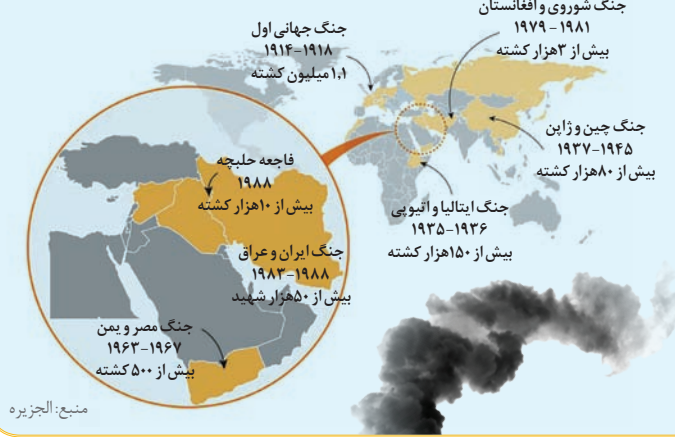 جنگ شوروی و افغانستان
۱۹۷۹ – ۱۹۸۱
بیش از ۳هزار کشته
جنگ جهانی اول
۱۹۱۴-۱۹۱۸
۱,۱ میلیون کشته
جنگ چین و ژاپن
۱۹۳۷-۱۹۴۵
بیش از ۸۰هزار کشته
جنگ ایتالیا و اتیوپی
۱۹۳۵-۱۹۳۶
بیش از ۱۵۰هزار کشته
فاجعه حلبچه
۱۹۸۸
بیش از ۱۰هزار کشته
جنگ ایران و عراق
۱۹۸۳-۱۹۸۸
بیش از ۵۰هزار شهید
جنگ مصر و یمن
۱۹۶۳-۱۹۶۷
بیش از ۵۰۰ کشته
منبع: الجزیره